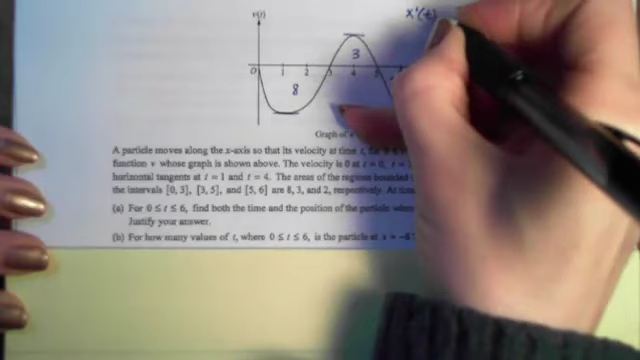 v(t)
x'(t)
3
0 1 2 3 4 5
8
Graph of
A particle moves along the x-axis so that its velocity at time t, for 0 ≤
function v whose graph is shown above. The velocity is 0 at t = 0, t =
horizontal tangents at t = 1 and t = 4. The areas of the regions bounded
the intervals [0, 3], [3, 5], and [5, 6] are 8, 3, and 2, respectively. At time
(a) For 0 ≤ t ≤ 6, find both the time and the position of the particle when
Justify your answer.
(b) For how many values of t, where 0 ≤ t ≤ 6, is the particle at x = −8